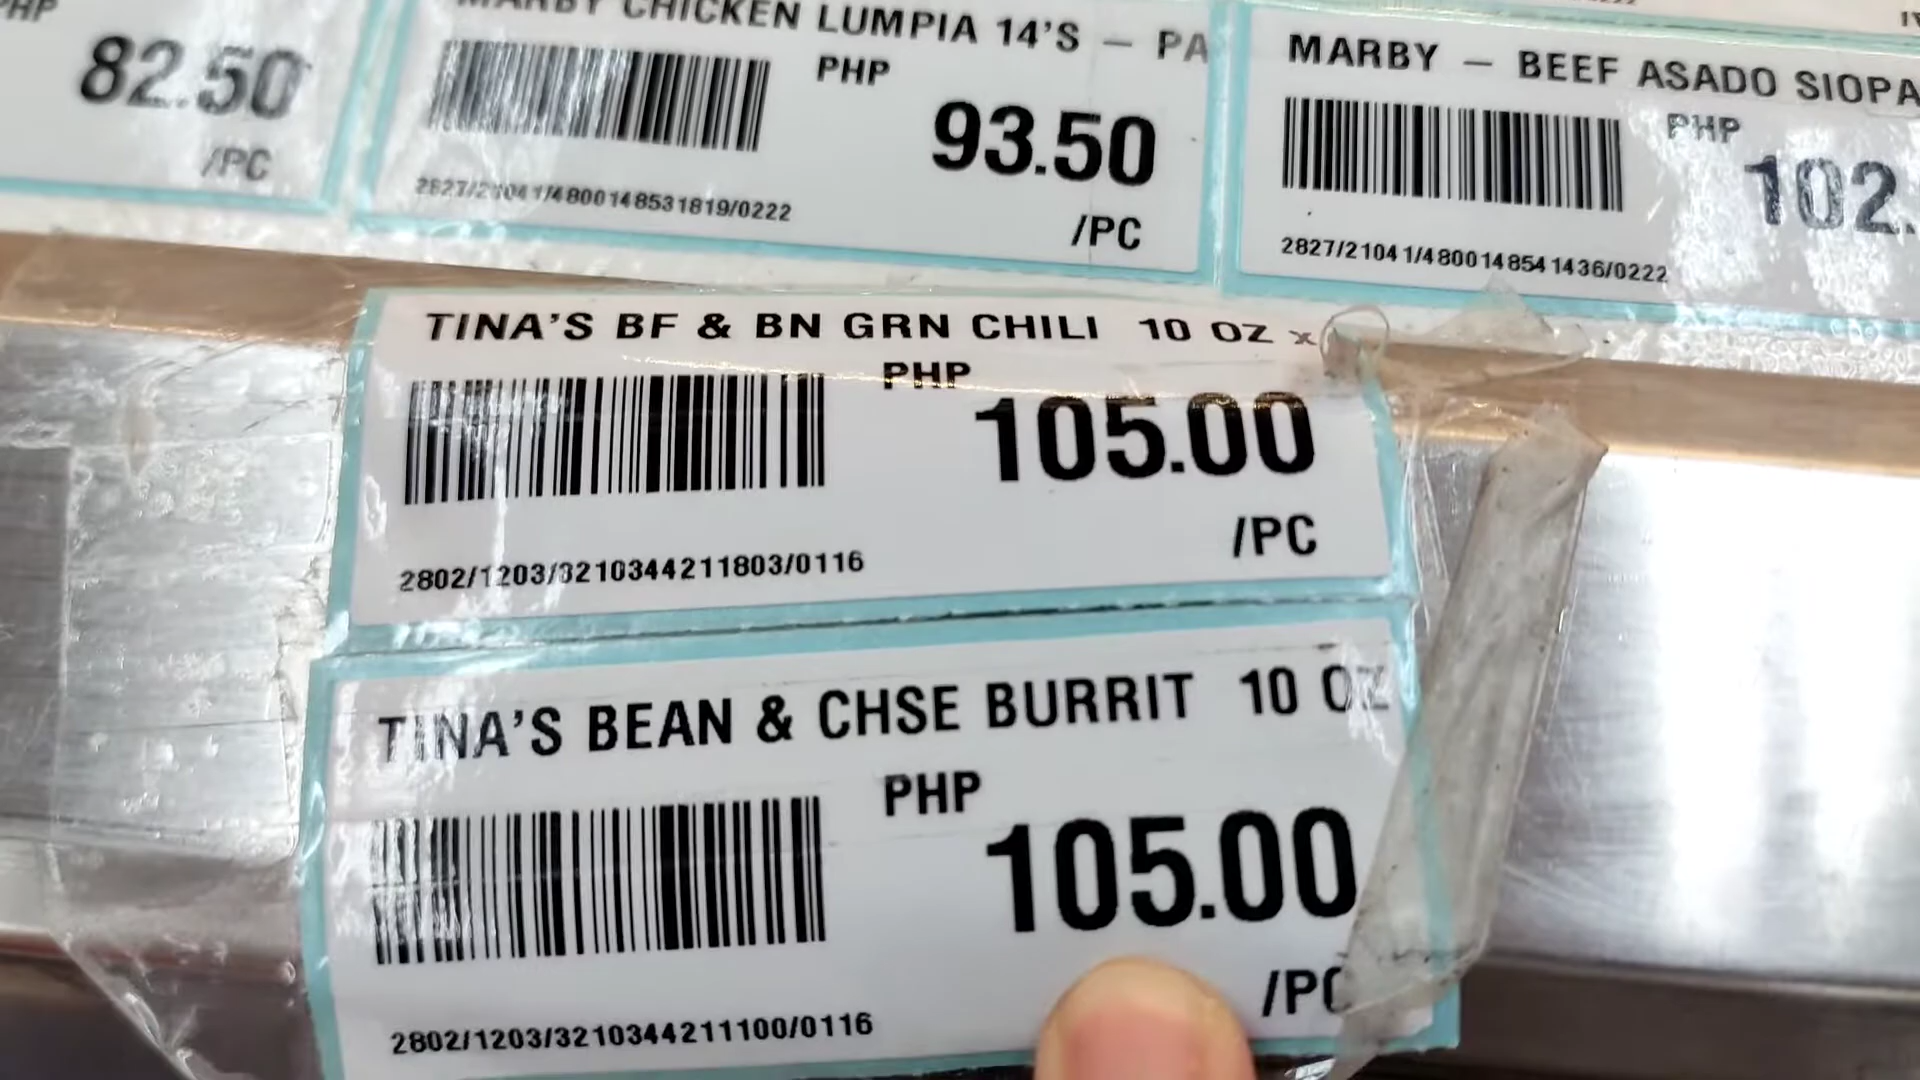 PHP
82.50
/PC
MARBY CHICKEN LUMPIA 14'S – PA
PHP
93.50
/PC
2827/21041/4800148531819/0222
MARBY – BEEF ASADO SIOPA
PHP
102.
2827/21041/4800148541436/0222
TINA'S BF & BN GRN CHILI 10 OZ x
PHP
105.00
/PC
2802/1203/3210344211803/0116
TINA'S BEAN & CHSE BURRIT 10 OZ
PHP
105.00
/PC
2802/1203/3210344211100/0116